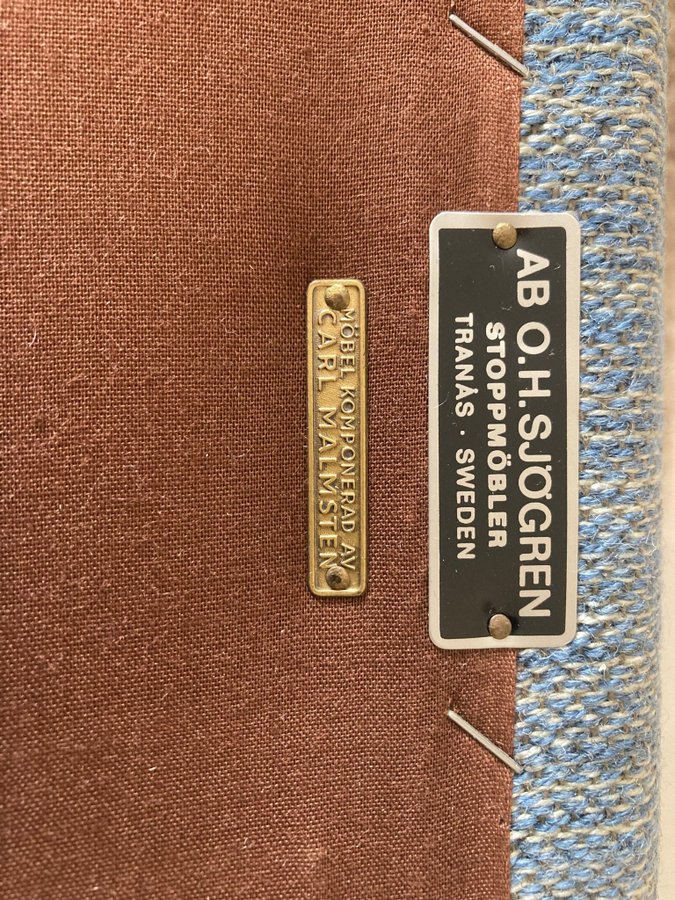 AB O.H. SJÖGREN
STOPPMÖBLER
TRANÅS · SWEDEN
MÖBEL KOMPONERAD AV
CARL MALMSTEN